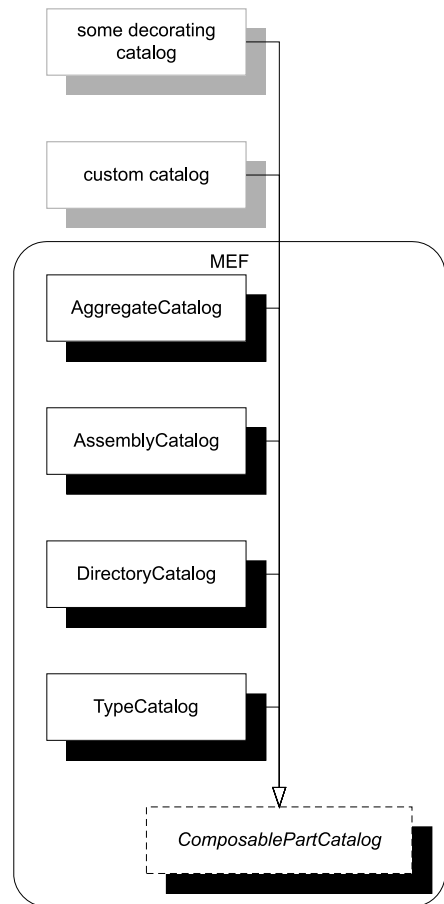 some decorating
catalog
custom catalog
MEF
AggregateCatalog
AssemblyCatalog
DirectoryCatalog
TypeCatalog
ComposablePartCatalog